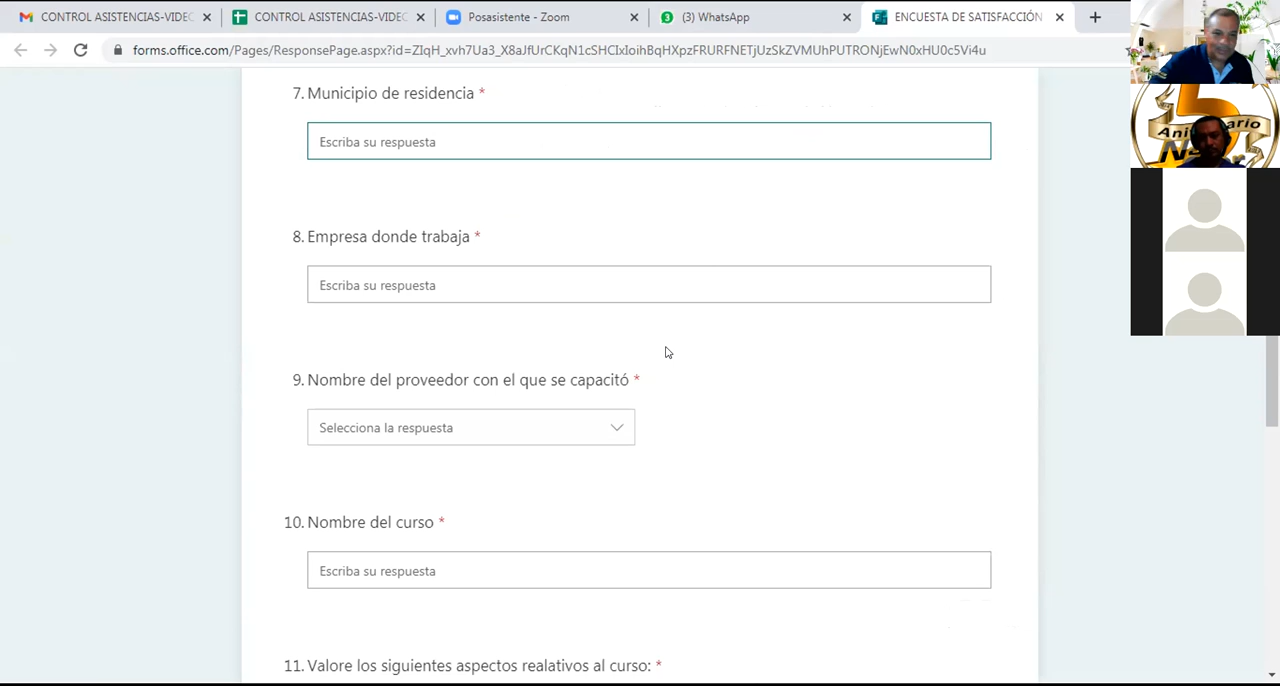 CONTROL ASISTENCIAS-VIDEC
CONTROL ASISTENCIAS-VIDEC
Posasistente - Zoom
(3) WhatsApp
ENCUESTA DE SATISFACCIÓN
forms.office.com/Pages/ResponsePage.aspx?id=ZIqH_xvh7Ua3_X8aJfUrCKqN1cSHCIxIoihBqHXpzFRURFNETjUzSkZVMUhPUTRONjEwN0xHU0c5Vi4u
5
Aniversario
7. Municipio de residencia *
Escriba su respuesta
8. Empresa donde trabaja *
Escriba su respuesta
9. Nombre del proveedor con el que se capacitó *
Selecciona la respuesta
10. Nombre del curso *
Escriba su respuesta
11. Valore los siguientes aspectos realativos al curso: *